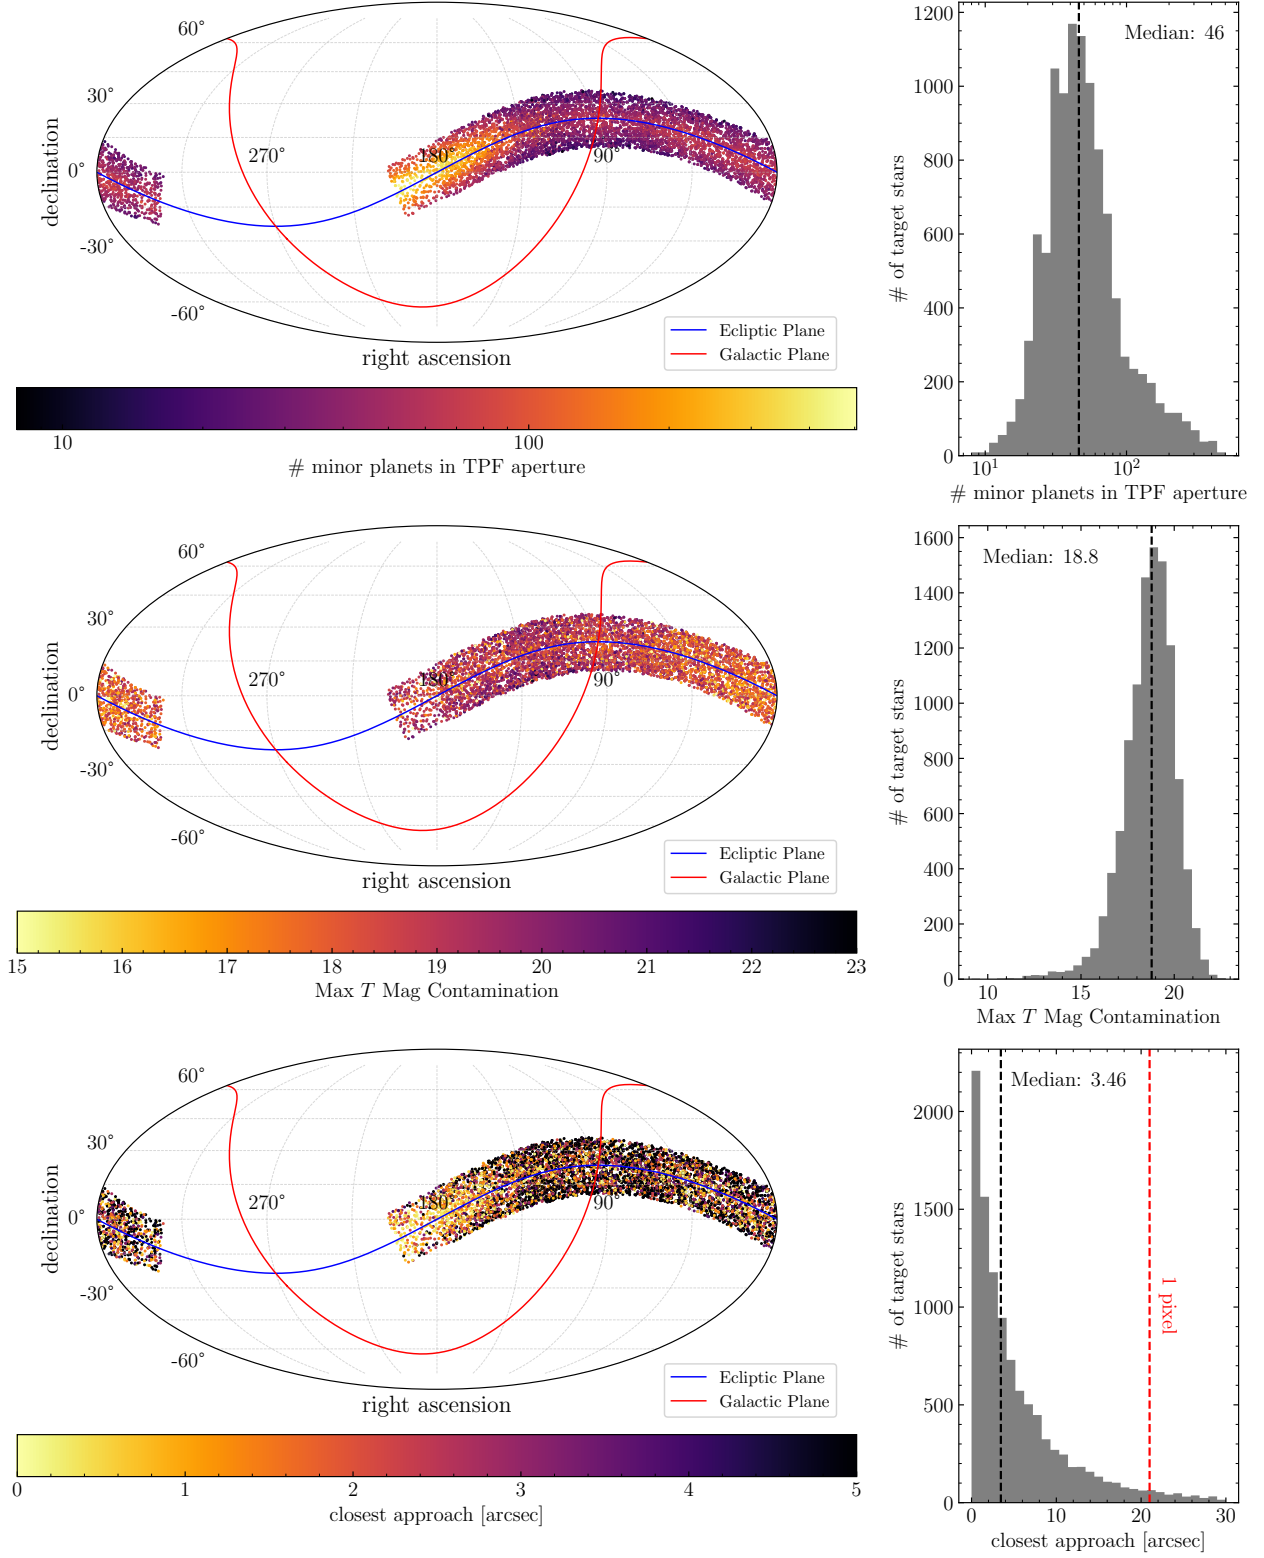 60°
30°
0°
-30°
-60°
declination
270°
180°
90°
right ascension
Ecliptic Plane
Galactic Plane
10
100
# minor planets in TPF aperture
Median: 46
1200
1000
800
600
400
200
0
# of target stars
10¹
10²
# minor planets in TPF aperture
60°
30°
0°
-30°
-60°
declination
270°
180°
90°
right ascension
Ecliptic Plane
Galactic Plane
15 16 17 18 19 20 21 22 23
Max T Mag Contamination
Median: 18.8
1600
1400
1200
1000
800
600
400
200
0
# of target stars
10 15 20
Max T Mag Contamination
60°
30°
0°
-30°
-60°
declination
270°
180°
90°
right ascension
Ecliptic Plane
Galactic Plane
0 1 2 3 4 5
closest approach [arcsec]
Median: 3.46
1 pixel
2000
1500
1000
500
0
# of target stars
0 10 20 30
closest approach [arcsec]